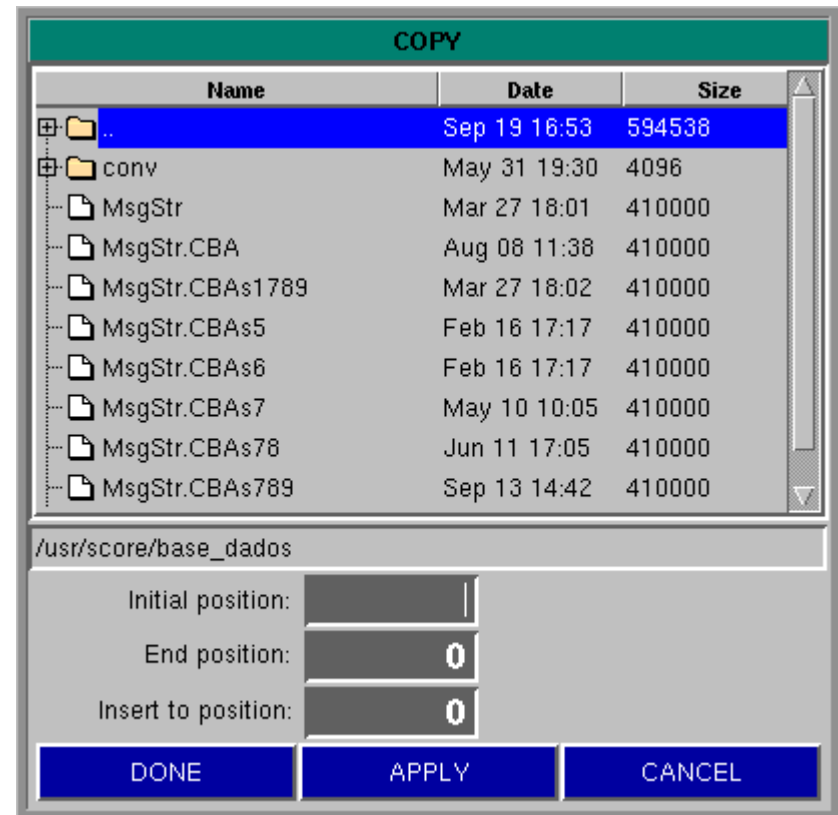 COPY
Name Date Size
.. Sep 19 16:53 594538
conv May 31 19:30 4096
MsgStr Mar 27 18:01 410000
MsgStr.CBA Aug 08 11:38 410000
MsgStr.CBAs1789 Mar 27 18:02 410000
MsgStr.CBAs5 Feb 16 17:17 410000
MsgStr.CBAs6 Feb 16 17:17 410000
MsgStr.CBAs7 May 10 10:05 410000
MsgStr.CBAs78 Jun 11 17:05 410000
MsgStr.CBAs789 Sep 13 14:42 410000
/usr/score/base_dados
Initial position:
End position: 0
Insert to position: 0
DONE APPLY CANCEL